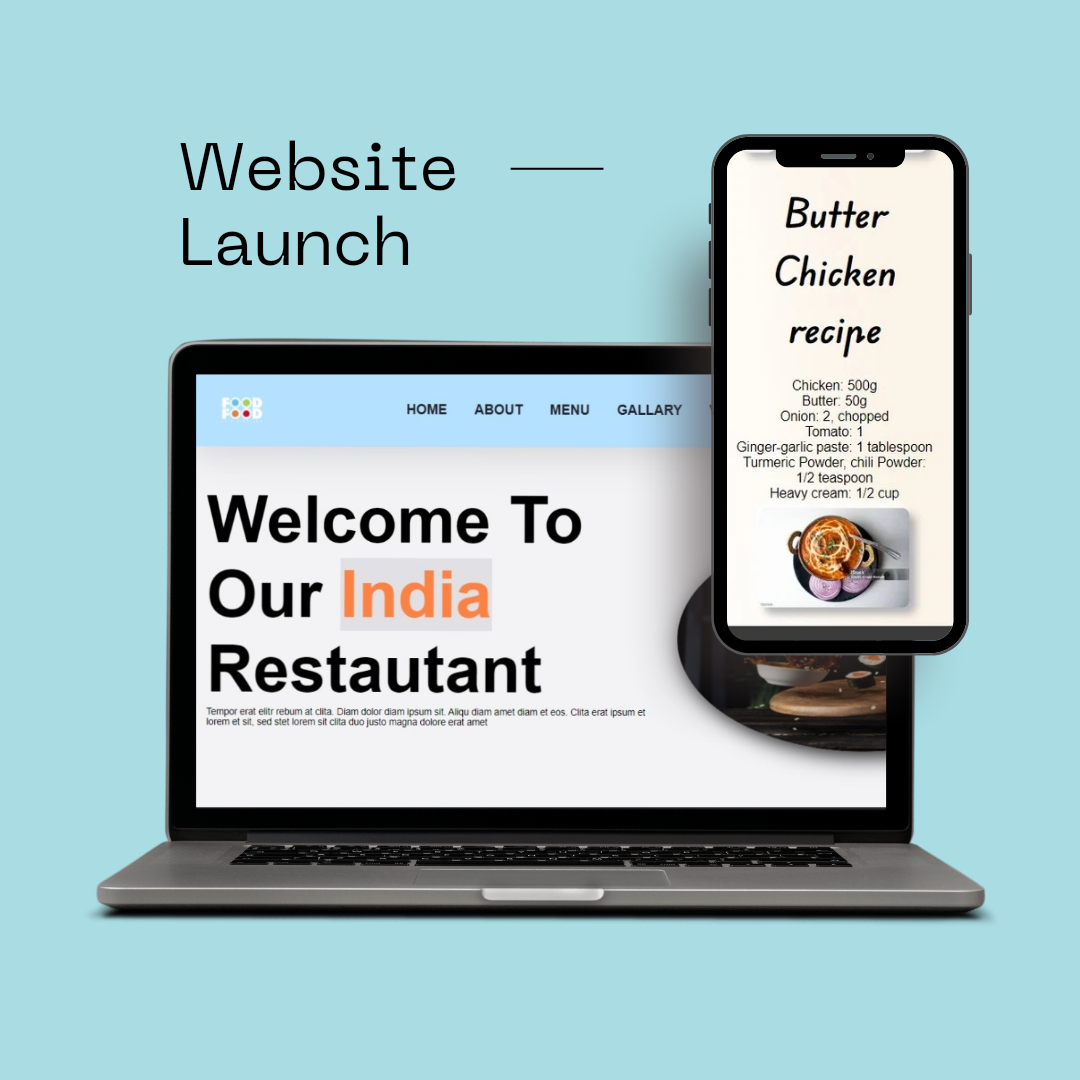 Website
Launch
Butter
Chicken
recipe
Chicken: 500g
Butter: 50g
Onion: 2, chopped
Tomato: 1
Ginger-garlic paste: 1 tablespoon
Turmeric Powder, chili Powder:
1/2 teaspoon
Heavy cream: 1/2 cup
FOOD
FOOD
HOME ABOUT MENU GALLARY
Welcome To
Our India
Restautant
Tempor erat elitr rebum at clita. Diam dolor diam ipsum sit. Aliqu diam amet diam et eos. Clita erat ipsum et
lorem et sit, sed stet lorem sit clita duo justo magna dolore erat amet